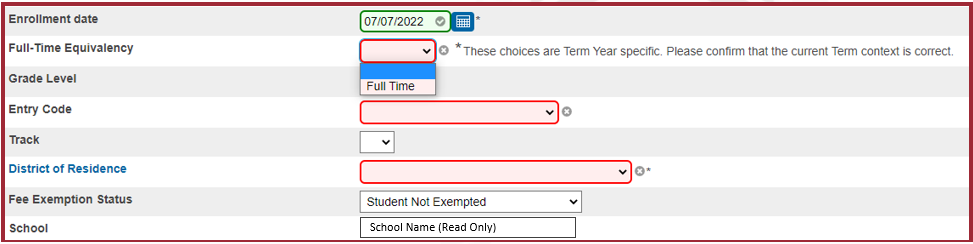 Enrollment date 07/07/2022 *
Full-Time Equivalency * These choices are Term Year specific. Please confirm that the current Term context is correct.
Grade Level Full Time
Entry Code
Track
District of Residence *
Fee Exemption Status Student Not Exempted
School School Name (Read Only)